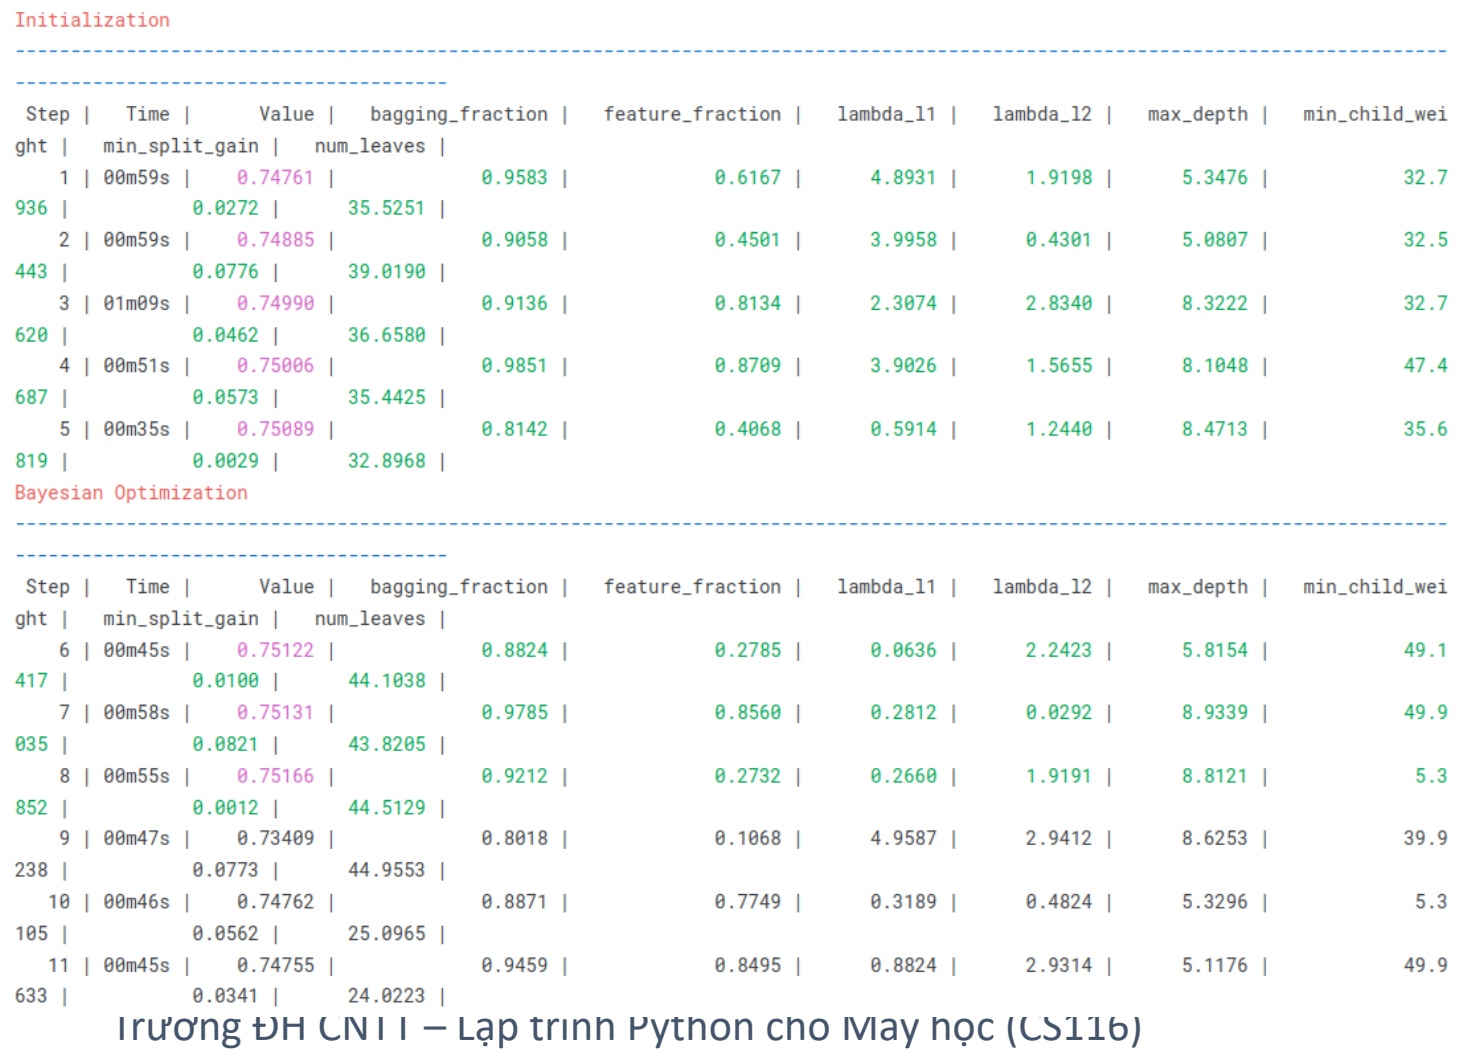 Initialization
--------------------------------------------------------------------------------------------------------------------------------
---------------------------------------
Step | Time | Value | bagging_fraction | feature_fraction | lambda_l1 | lambda_l2 | max_depth | min_child_wei
ght | min_split_gain | num_leaves |
1 | 00m59s | 0.74761 | 0.9583 | 0.6167 | 4.8931 | 1.9198 | 5.3476 | 32.7
936 | 0.0272 | 35.5251 |
2 | 00m59s | 0.74885 | 0.9058 | 0.4501 | 3.9958 | 0.4301 | 5.0807 | 32.5
443 | 0.0776 | 39.0190 |
3 | 01m09s | 0.74990 | 0.9136 | 0.8134 | 2.3074 | 2.8340 | 8.3222 | 32.7
620 | 0.0462 | 36.6580 |
4 | 00m51s | 0.75006 | 0.9851 | 0.8709 | 3.9026 | 1.5655 | 8.1048 | 47.4
687 | 0.0573 | 35.4425 |
5 | 00m35s | 0.75089 | 0.8142 | 0.4068 | 0.5914 | 1.2440 | 8.4713 | 35.6
819 | 0.0029 | 32.8968 |
Bayesian Optimization
--------------------------------------------------------------------------------------------------------------------------------
---------------------------------------
Step | Time | Value | bagging_fraction | feature_fraction | lambda_l1 | lambda_l2 | max_depth | min_child_wei
ght | min_split_gain | num_leaves |
6 | 00m45s | 0.75122 | 0.8824 | 0.2785 | 0.0636 | 2.2423 | 5.8154 | 49.1
417 | 0.0100 | 44.1038 |
7 | 00m58s | 0.75131 | 0.9785 | 0.8560 | 0.2812 | 0.0292 | 8.9339 | 49.9
035 | 0.0821 | 43.8205 |
8 | 00m55s | 0.75166 | 0.9212 | 0.2732 | 0.2660 | 1.9191 | 8.8121 | 5.3
852 | 0.0012 | 44.5129 |
9 | 00m47s | 0.73409 | 0.8018 | 0.1068 | 4.9587 | 2.9412 | 8.6253 | 39.9
238 | 0.0773 | 44.9553 |
10 | 00m46s | 0.74762 | 0.8871 | 0.7749 | 0.3189 | 0.4824 | 5.3296 | 5.3
105 | 0.0562 | 25.0965 |
11 | 00m45s | 0.74755 | 0.9459 | 0.8495 | 0.8824 | 2.9314 | 5.1176 | 49.9
633 | 0.0341 | 24.0223 |
Trường ĐH CNTT – Lập trình Python cho Máy học (CS116)